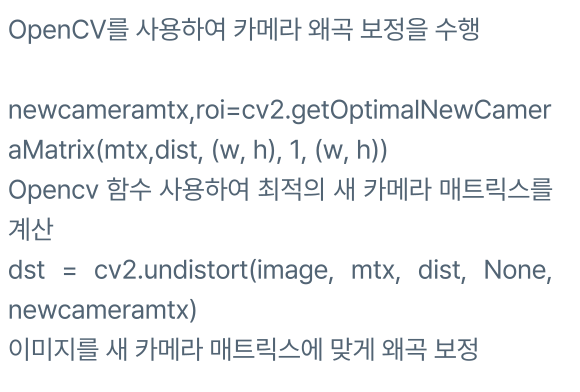 OpenCV를 사용하여 카메라 왜곡 보정을 수행
newcameramtx,roi=cv2.getOptimalNewCamer
aMatrix(mtx,dist, (w, h), 1, (w, h))
Opencv 함수 사용하여 최적의 새 카메라 매트릭스를
계산
dst = cv2.undistort(image, mtx, dist, None,
newcameramtx)
이미지를 새 카메라 매트릭스에 맞게 왜곡 보정